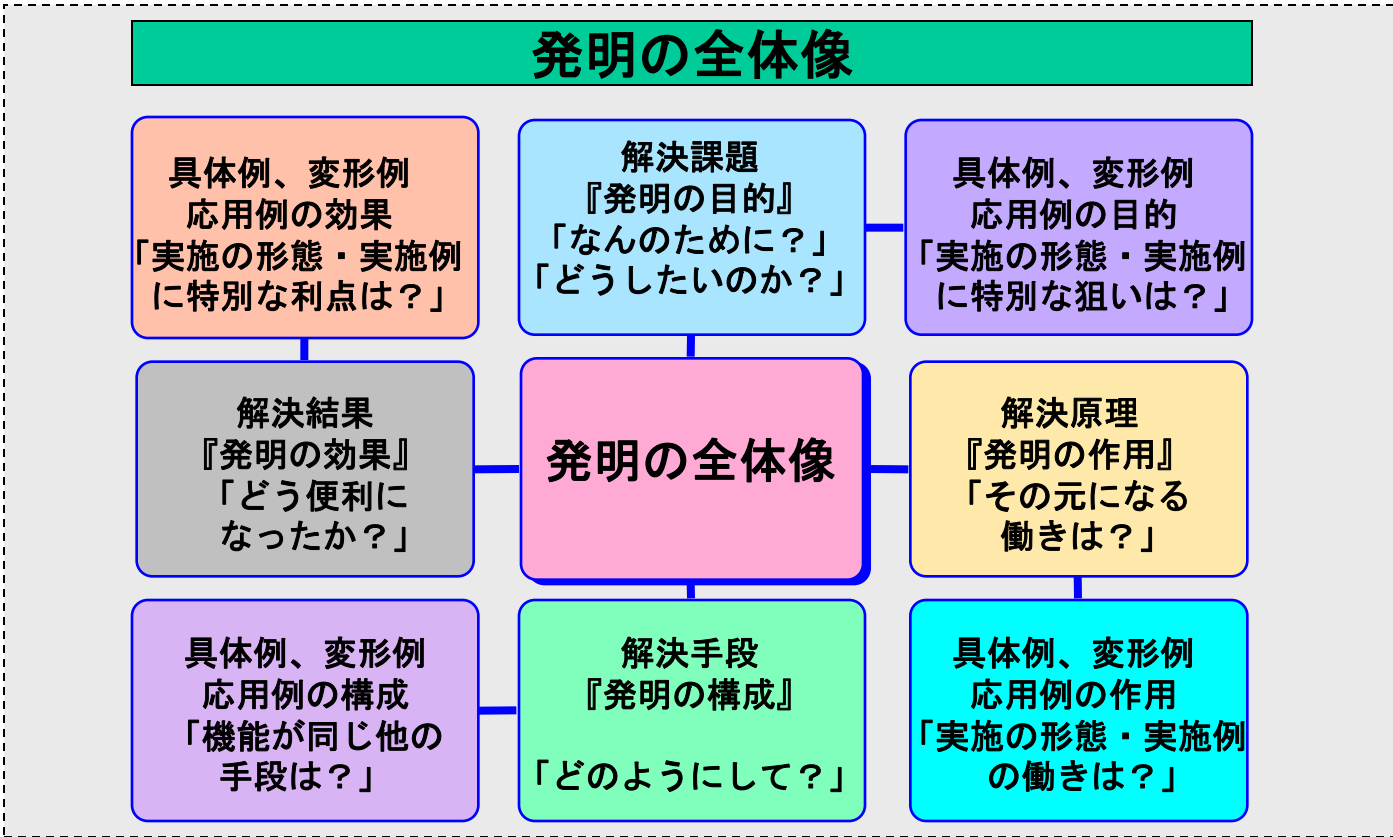 発明の全体像
具体例、変形例
応用例の効果
「実施の形態・実施例
に特別な利点は？」
解決課題
『発明の目的』
「なんのために？」
「どうしたいのか？」
具体例、変形例
応用例の目的
「実施の形態・実施例
に特別な狙いは？」
解決結果
『発明の効果』
「どう便利に
なったか？」
発明の全体像
解決原理
『発明の作用』
「その元になる
働きは？」
具体例、変形例
応用例の構成
「機能が同じ他の
手段は？」
解決手段
『発明の構成』
「どのようにして？」
具体例、変形例
応用例の作用
「実施の形態・実施例
の働きは？」